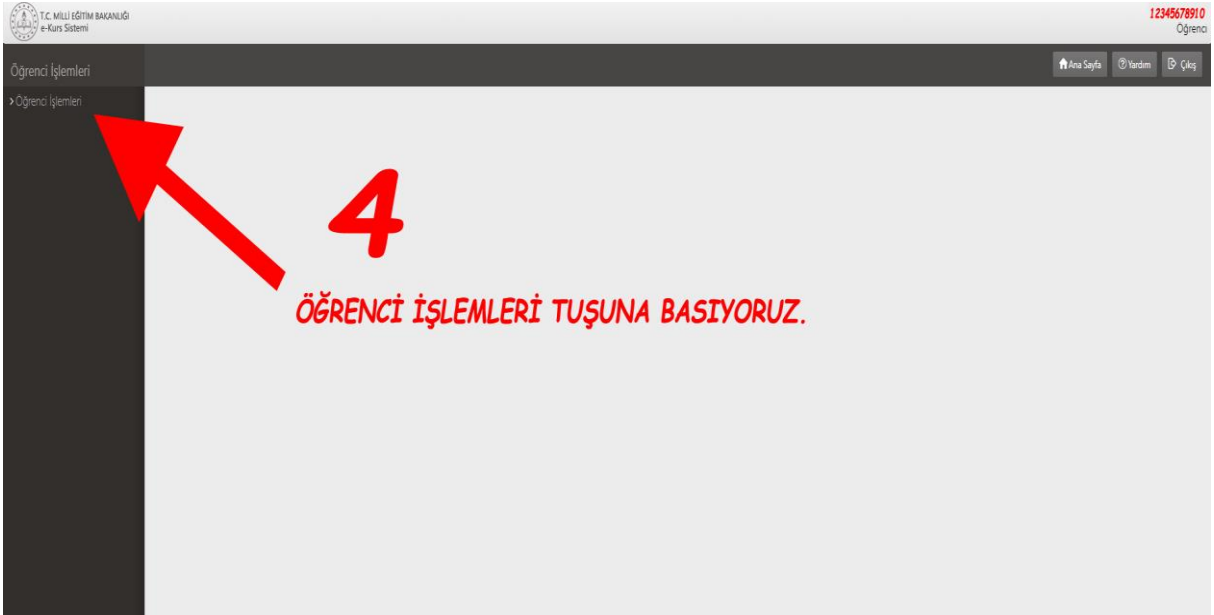 T.C. MİLLİ EĞİTİM BAKANLIĞI
e-Kurs Sistemi
12345678910
Öğrenci
Öğrenci İşlemleri
Ana Sayfa
Yardım
Çıkış
Öğrenci İşlemleri
4
ÖĞRENCİ İŞLEMLERİ TUŞUNA BASIYORUZ.